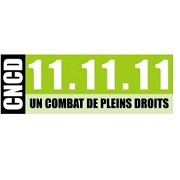 CNCD
11.11.11
UN COMBAT DE PLEINS DROITS